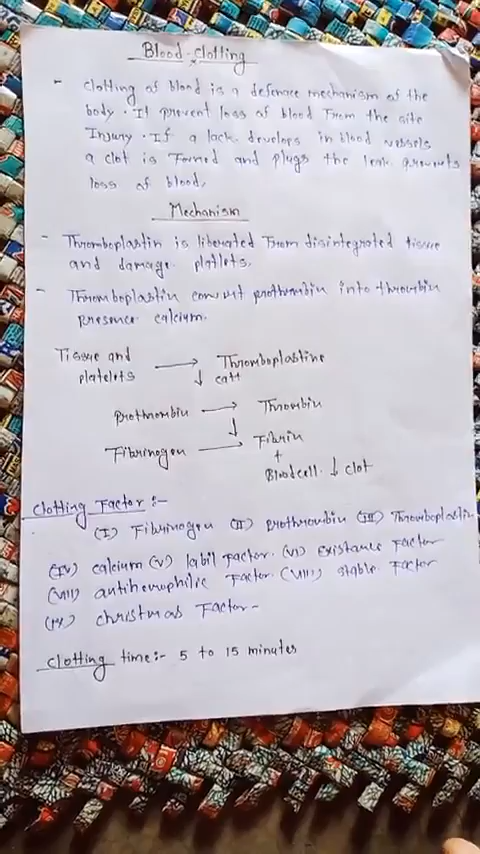 Blood-clotting
- clotting of blood is a defence mechanism of the
body. It prevent loss of blood From the site
Injury. If a lack develops in blood vessels
a clot is Formed and plugs the leak prevents
loss of blood.
Mechanism
- Thromboplastin is liberated From disintegrated tissue
and damage platlets.
- Thromboplastin convert prothrombin into thrombin
presence calcium.
Tissue and platelets → Thromboplastine
↓ ca++
Prothrombin → Thrombin
↓
Fibrinogen → Fibrin
+
Blood cell ↓ clot
Clotting Factor :-
(I) Fibrinogen (II) prothrombin (III) Thromboplastin
(IV) calcium (V) labil Factor. (VI) existance Factor
(VII) antiheuphilic Factor (VIII) stable Factor
(IX) christmas Factor-
Clotting time:- 5 to 15 minutes